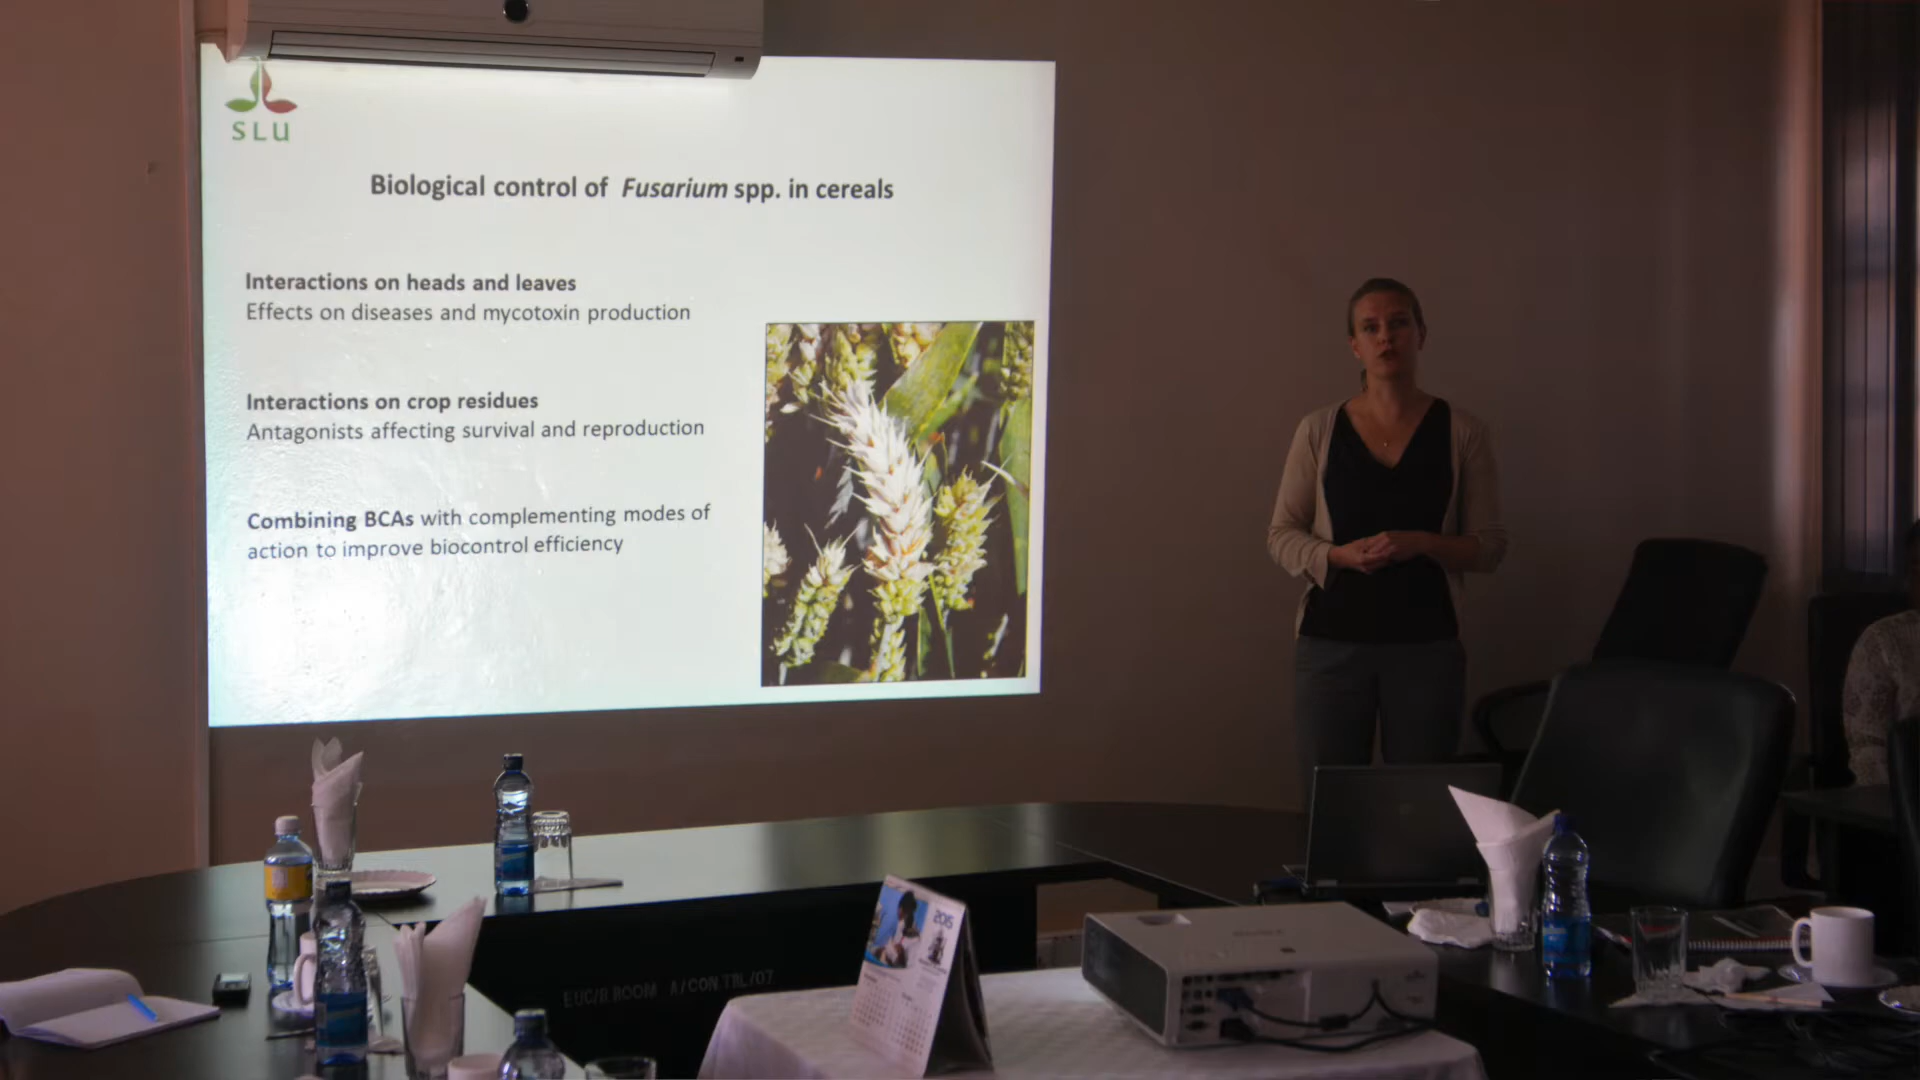 SLU
Biological control of Fusarium spp. in cereals
Interactions on heads and leaves
Effects on diseases and mycotoxin production
Interactions on crop residues
Antagonists affecting survival and reproduction
Combining BCAs with complementing modes of
action to improve biocontrol efficiency
2015